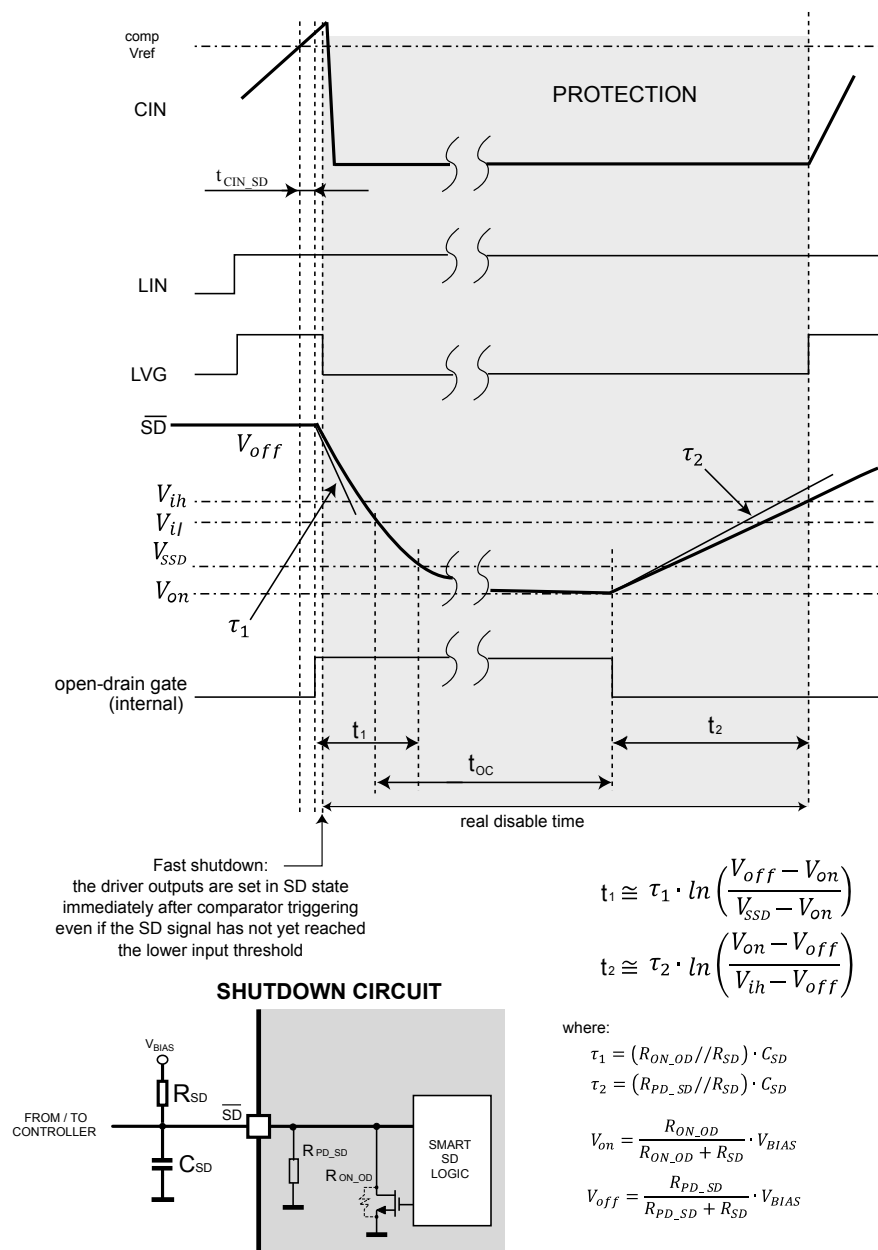 comp
Vref
CIN
PROTECTION
t_CIN_SD
LIN
LVG
S̅D̅
V_off
τ₂
V_ih
V_il
V_SSD
V_on
τ₁
open-drain gate
(internal)
t₁
t₂
t_OC
real disable time
Fast shutdown:
the driver outputs are set in SD state
immediately after comparator triggering
even if the SD signal has not yet reached
the lower input threshold
t₁ ≅ τ₁ · ln((V_off − V_on)/(V_SSD − V_on))
t₂ ≅ τ₂ · ln((V_on − V_off)/(V_ih − V_off))
SHUTDOWN CIRCUIT
where:
τ₁ = (R_ON_OD//R_SD) · C_SD
τ₂ = (R_PD_SD//R_SD) · C_SD
V_on = R_ON_OD/(R_ON_OD + R_SD) · V_BIAS
V_off = R_PD_SD/(R_PD_SD + R_SD) · V_BIAS
V_BIAS
R_SD
FROM / TO
CONTROLLER
S̅D̅
C_SD
R_PD_SD
R_ON_OD
SMART
SD
LOGIC